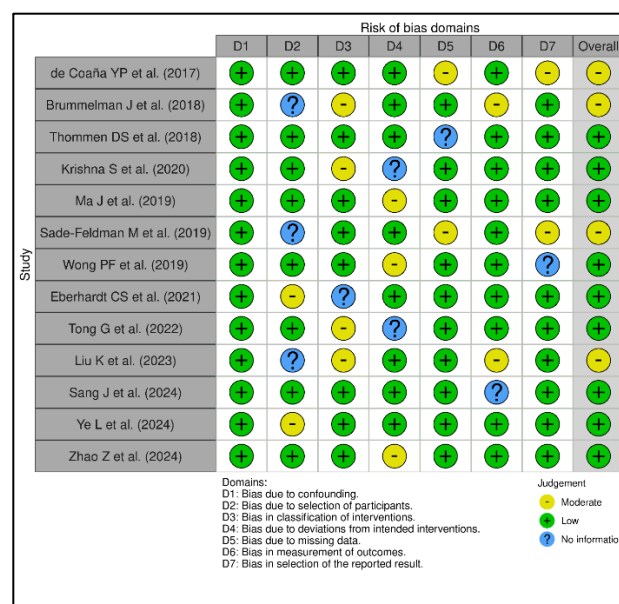 Risk of bias domains
D1 D2 D3 D4 D5 D6 D7 Overall
Study
de Coaña YP et al. (2017) + + + + - + - -
Brummelman J et al. (2018) + ? - + + - + -
Thommen DS et al. (2018) + + + + ? + + +
Krishna S et al. (2020) + + - ? + + + +
Ma J et al. (2019) + + + - + + + +
Sade-Feldman M et al. (2019) + ? + + - + - -
Wong PF et al. (2019) + + + - + + ? +
Eberhardt CS et al. (2021) + - ? + + + + +
Tong G et al. (2022) + + - ? + + + +
Liu K et al. (2023) + ? - + + - + -
Sang J et al. (2024) + + + + + ? + +
Ye L et al. (2024) + - + + + + + +
Zhao Z et al. (2024) + + + - + + + +
Domains:
D1: Bias due to confounding.
D2: Bias due to selection of participants.
D3: Bias in classification of interventions.
D4: Bias due to deviations from intended interventions.
D5: Bias due to missing data.
D6: Bias in measurement of outcomes.
D7: Bias in selection of the reported result.
Judgement
- Moderate
+ Low
? No informatio